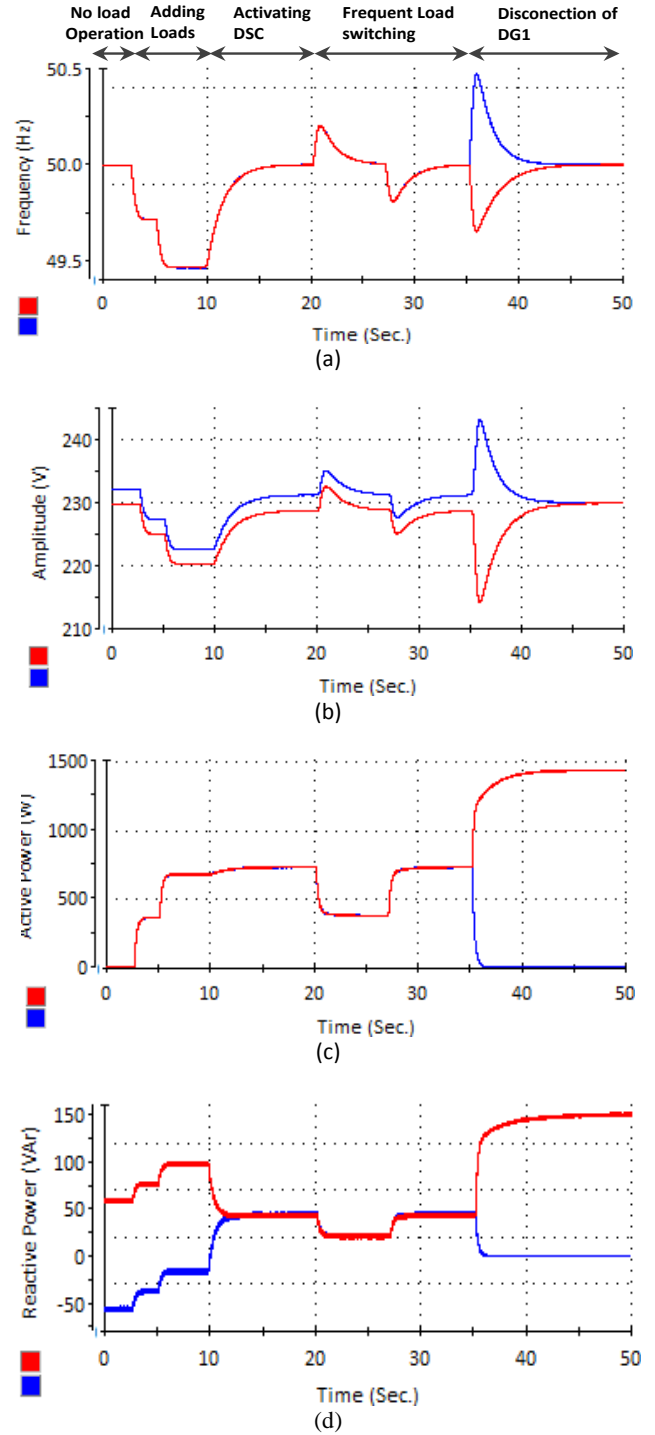 No load Operation
Adding Loads
Activating DSC
Frequent Load switching
Disconection of DG1
Frequency (Hz)
50.5
50.0
49.5
0 10 20 30 40 50
Time (Sec.)
(a)
Amplitude (V)
240
230
220
210
0 10 20 30 40 50
Time (Sec.)
(b)
Active Power (W)
1500
1000
500
0
0 10 20 30 40 50
Time (Sec.)
(c)
Reactive Power (VAr)
150
100
50
0
-50
0 10 20 30 40 50
Time (Sec.)
(d)